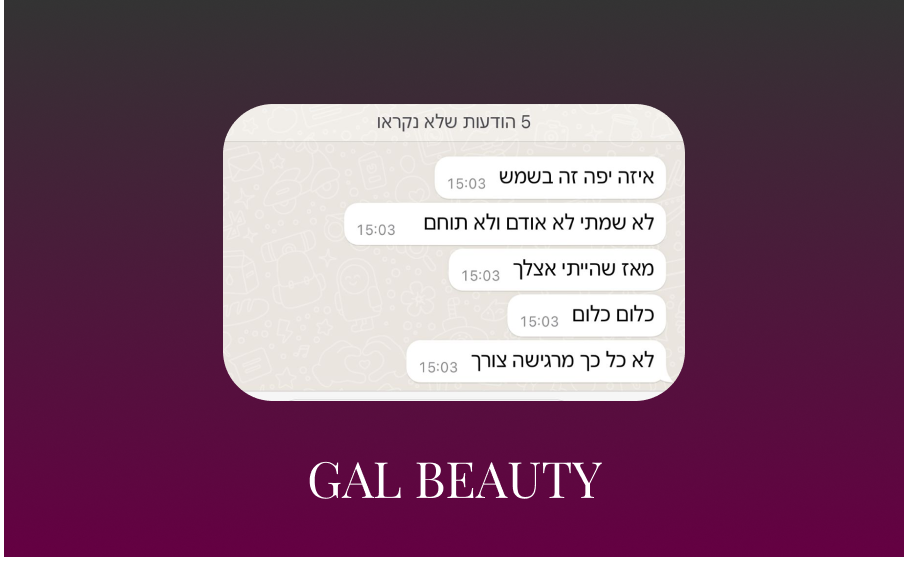 5 הודעות שלא נקראו
איזה יפה זה בשמש 15:03
לא שמתי לא אודם ולא תוחם 15:03
מאז שהייתי אצלך 15:03
כלום כלום 15:03
לא כל כך מרגישה צורך 15:03
GAL BEAUTY